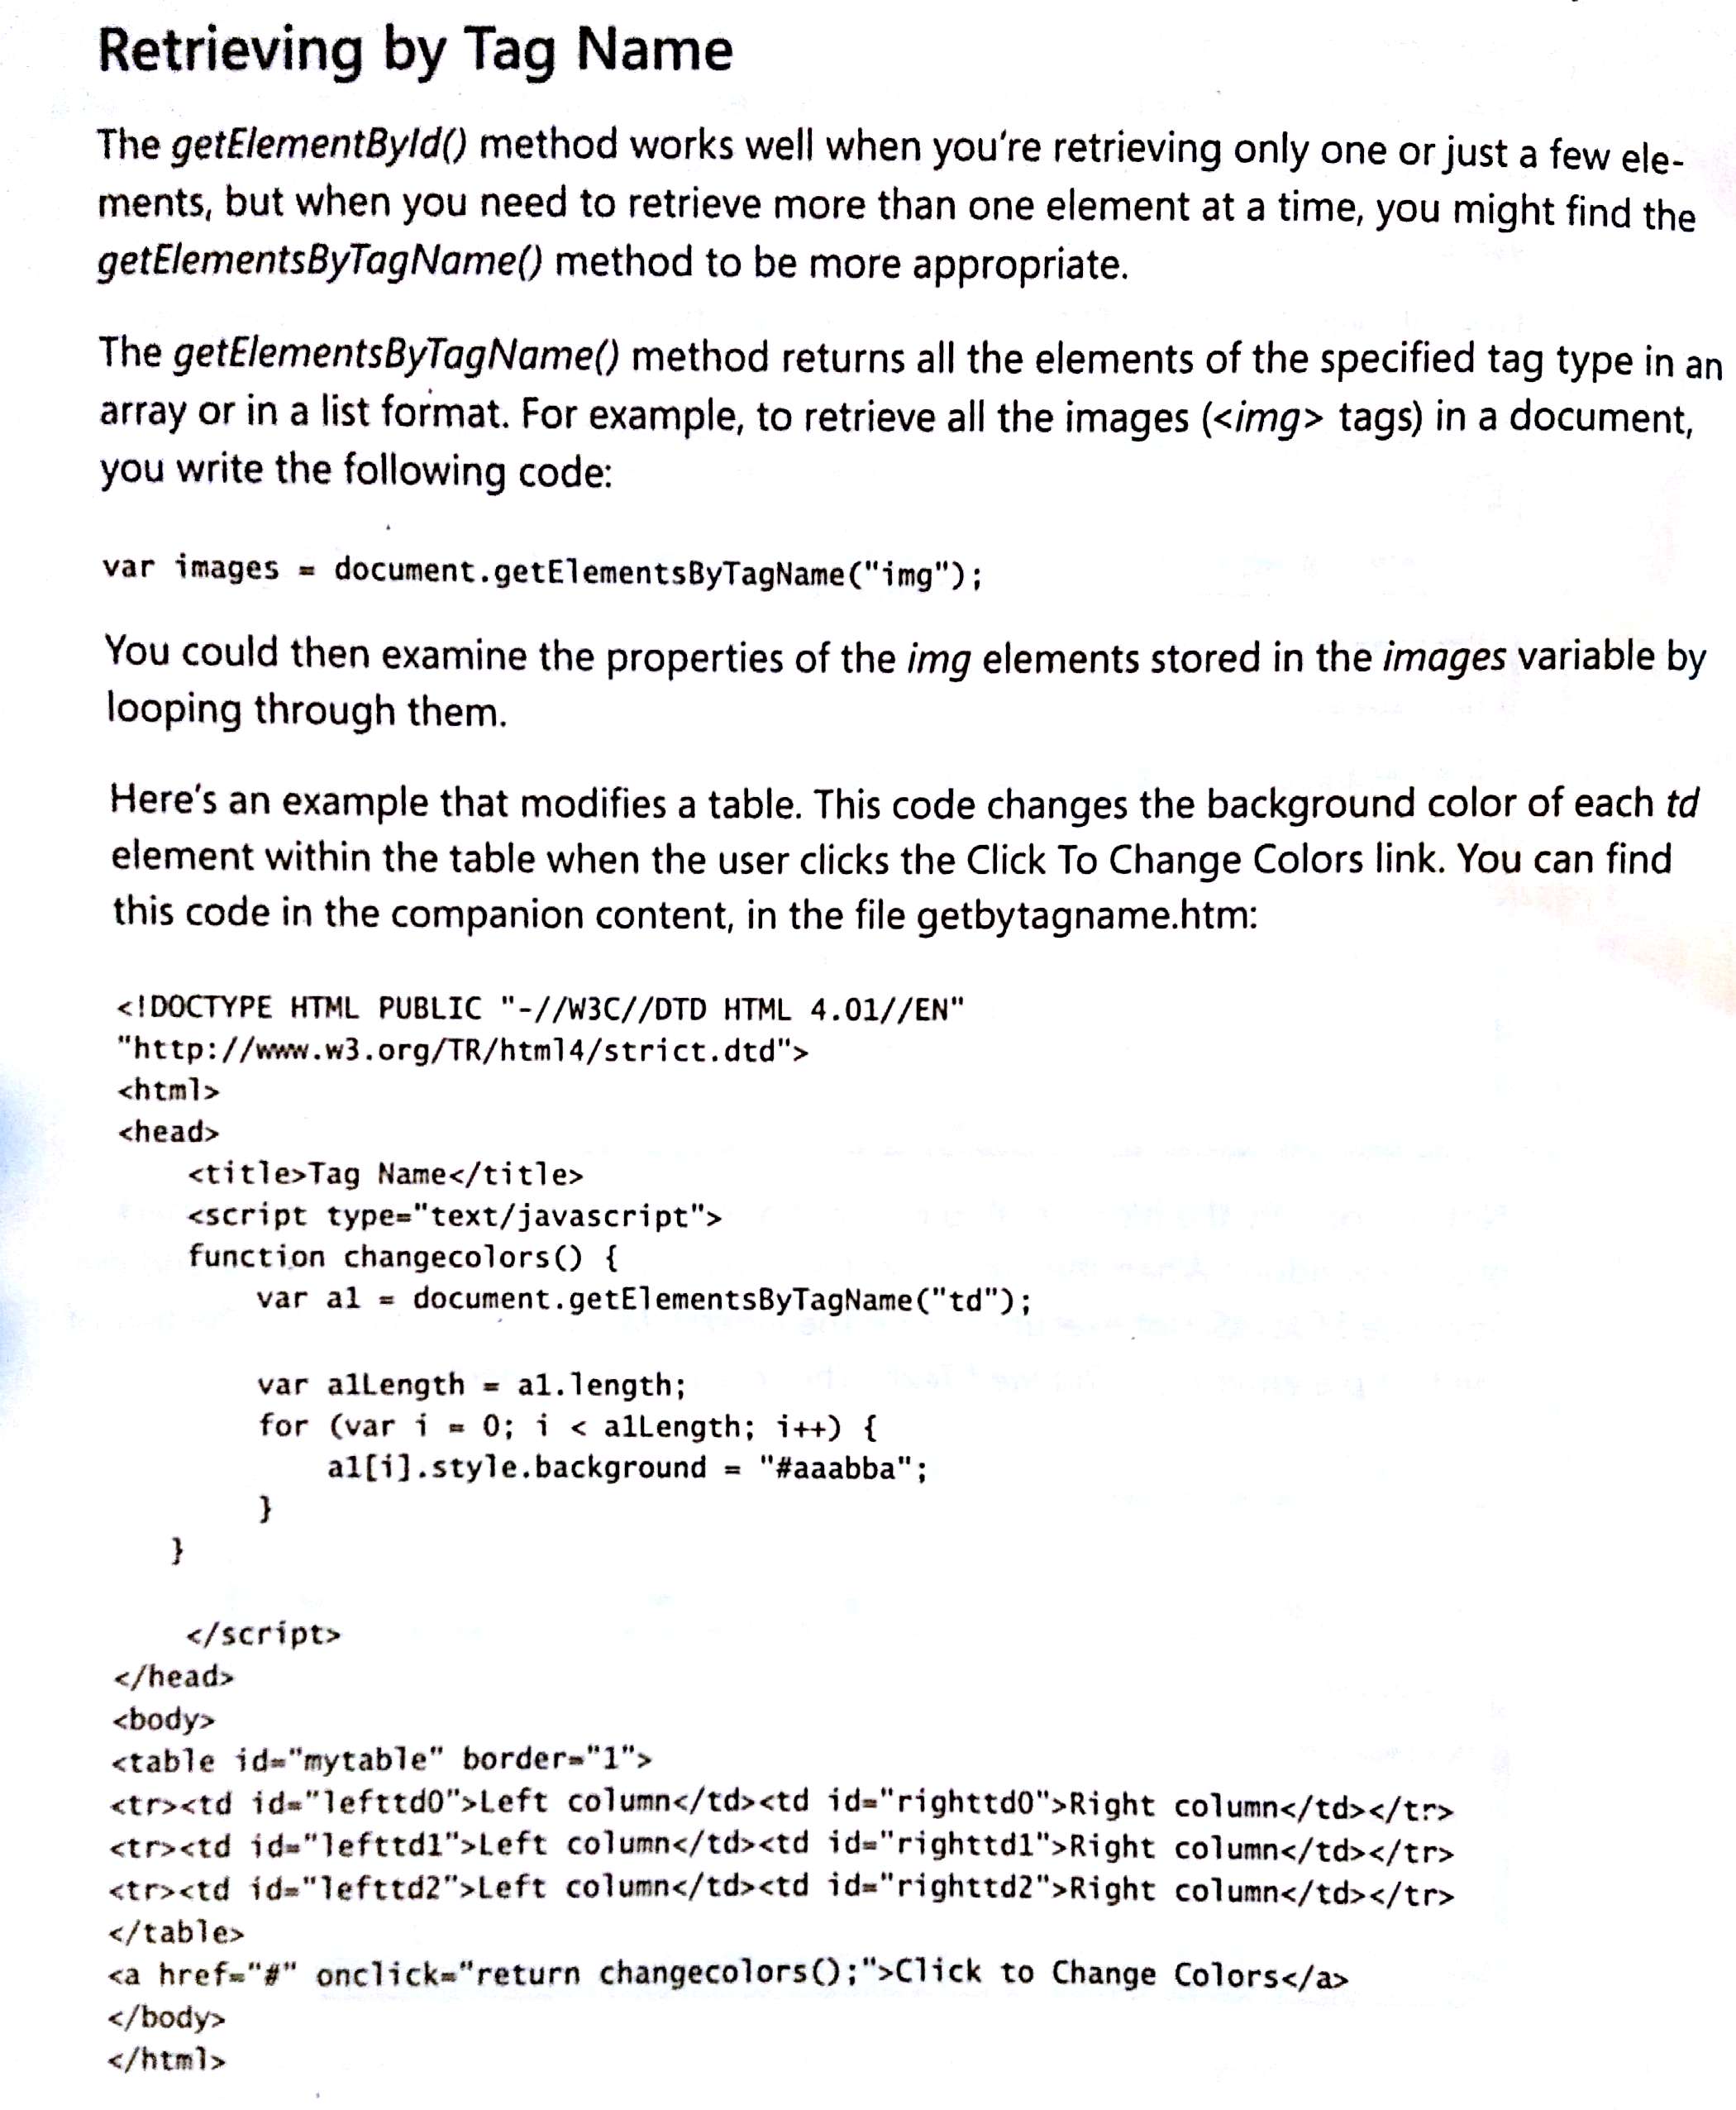 Retrieving by Tag Name
The getElementById() method works well when you're retrieving only one or just a few ele-
ments, but when you need to retrieve more than one element at a time, you might find the
getElementsByTagName() method to be more appropriate.
The getElementsByTagName() method returns all the elements of the specified tag type in an
array or in a list format. For example, to retrieve all the images (<img> tags) in a document,
you write the following code:
var images = document.getElementsByTagName("img");
You could then examine the properties of the img elements stored in the images variable by
looping through them.
Here's an example that modifies a table. This code changes the background color of each td
element within the table when the user clicks the Click To Change Colors link. You can find
this code in the companion content, in the file getbytagname.htm:
<!DOCTYPE HTML PUBLIC "-//W3C//DTD HTML 4.01//EN"
"http://www.w3.org/TR/html4/strict.dtd">
<html>
<head>
    <title>Tag Name</title>
    <script type="text/javascript">
    function changecolors() {
        var a1 = document.getElementsByTagName("td");
        var a1Length = a1.length;
        for (var i = 0; i < a1Length; i++) {
            a1[i].style.background = "#aaabba";
        }
    }
    </script>
</head>
<body>
<table id="mytable" border="1">
<tr><td id="lefttd0">Left column</td><td id="righttd0">Right column</td></tr>
<tr><td id="lefttd1">Left column</td><td id="righttd1">Right column</td></tr>
<tr><td id="lefttd2">Left column</td><td id="righttd2">Right column</td></tr>
</table>
<a href="#" onclick="return changecolors();">Click to Change Colors</a>
</body>
</html>